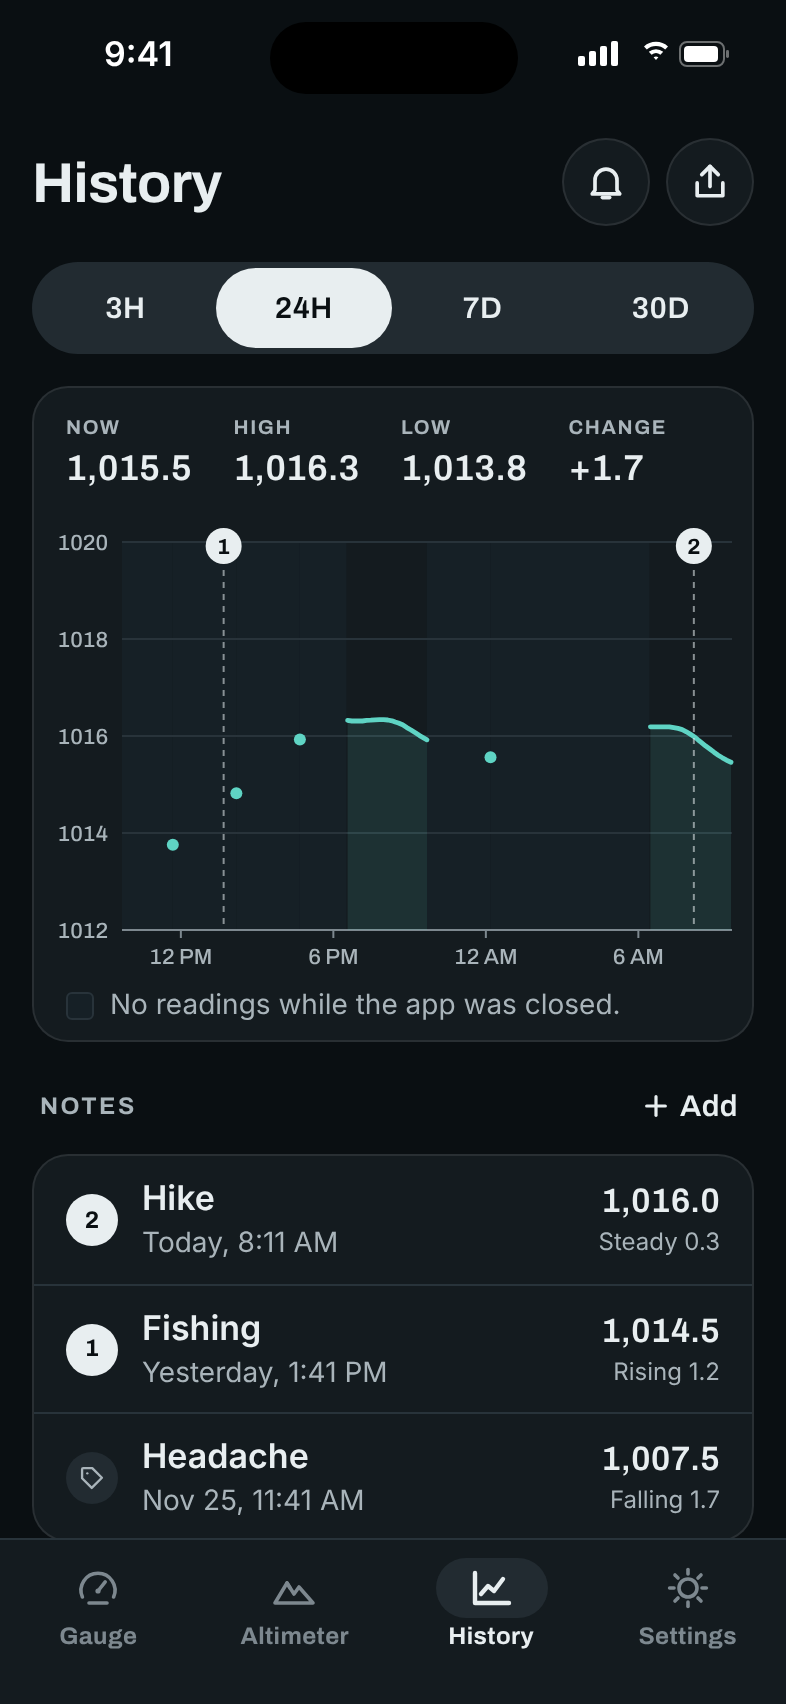 9:41
History
3H 24H 7D 30D
NOW HIGH LOW CHANGE
1,015.5 1,016.3 1,013.8 +1.7
1020
1 2
1018
1016
1014
1012
12 PM 6 PM 12 AM 6 AM
No readings while the app was closed.
NOTES + Add
2 Hike 1,016.0
Today, 8:11 AM Steady 0.3
1 Fishing 1,014.5
Yesterday, 1:41 PM Rising 1.2
Headache 1,007.5
Nov 25, 11:41 AM Falling 1.7
Gauge Altimeter History Settings